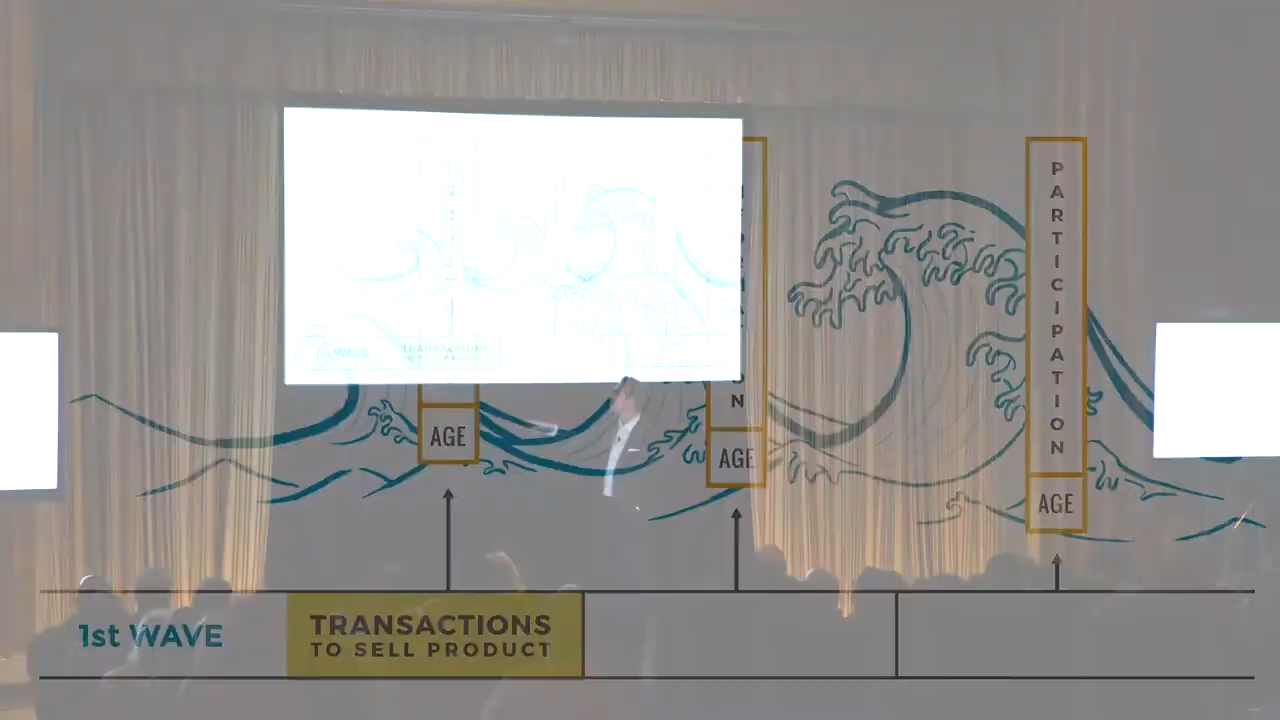 PARTICIPATION
AGE
AGE
AGE
1st WAVE
TRANSACTIONS
TO SELL PRODUCT